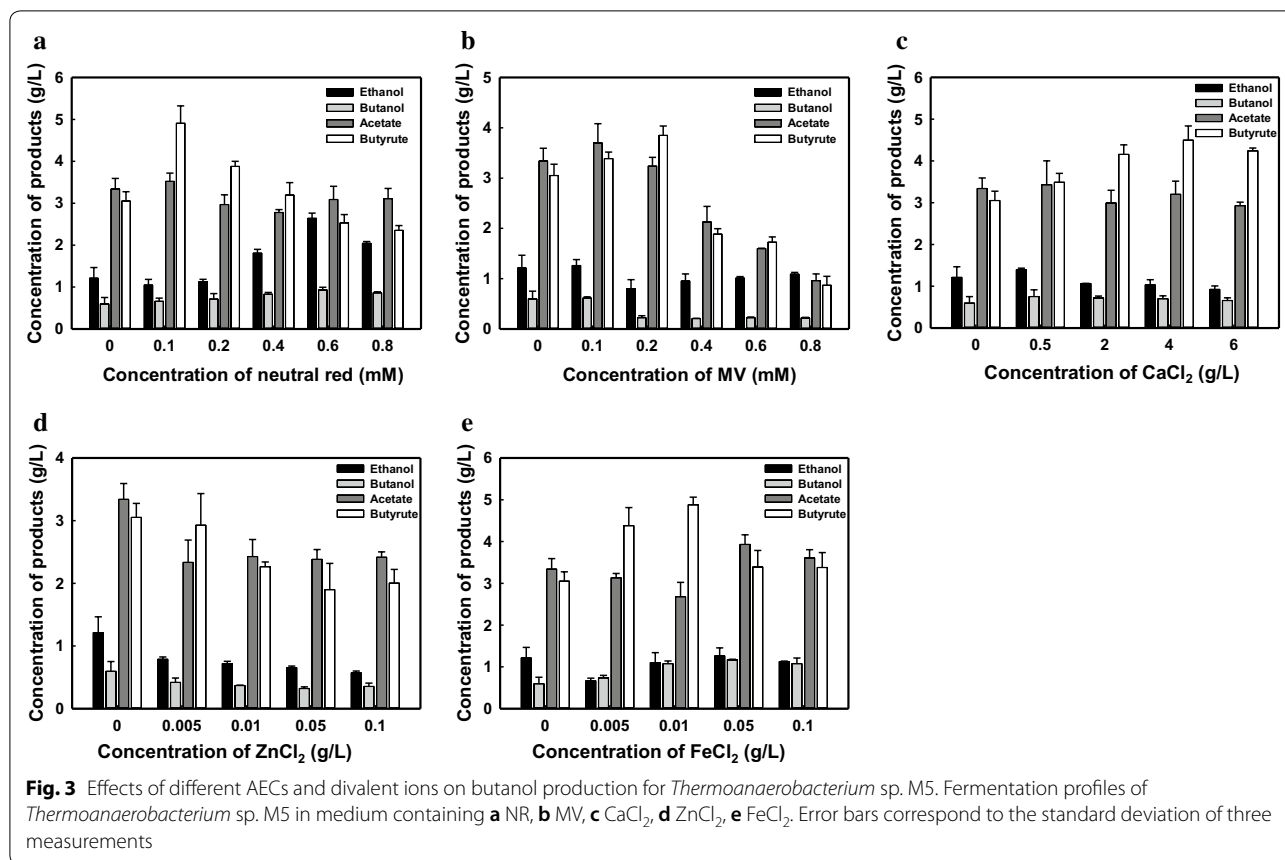 a
Concentration of products (g/L)
6
5
4
3
2
1
0
Ethanol
Butanol
Acetate
Butyrute
0 0.1 0.2 0.4 0.6 0.8
Concentration of neutral red (mM)
b
Concentration of products (g/L)
5
4
3
2
1
0
Ethanol
Butanol
Acetate
Butyrute
0 0.1 0.2 0.4 0.6 0.8
Concentration of MV (mM)
c
Concentration of products (g/L)
6
5
4
3
2
1
0
Ethanol
Butanol
Acetate
Butyrute
0 0.5 2 4 6
Concentration of CaCl₂ (g/L)
d
Concentration of products (g/L)
4
3
2
1
0
Ethanol
Butanol
Acetate
Butyrute
0 0.005 0.01 0.05 0.1
Concentration of ZnCl₂ (g/L)
e
Concentration of products (g/L)
6
5
4
3
2
1
0
Ethanol
Butanol
Acetate
Butyrute
0 0.005 0.01 0.05 0.1
Concentration of FeCl₂ (g/L)
Fig. 3 Effects of different AECs and divalent ions on butanol production for Thermoanaerobacterium sp. M5. Fermentation profiles of
Thermoanaerobacterium sp. M5 in medium containing a NR, b MV, c CaCl₂, d ZnCl₂, e FeCl₂. Error bars correspond to the standard deviation of three
measurements